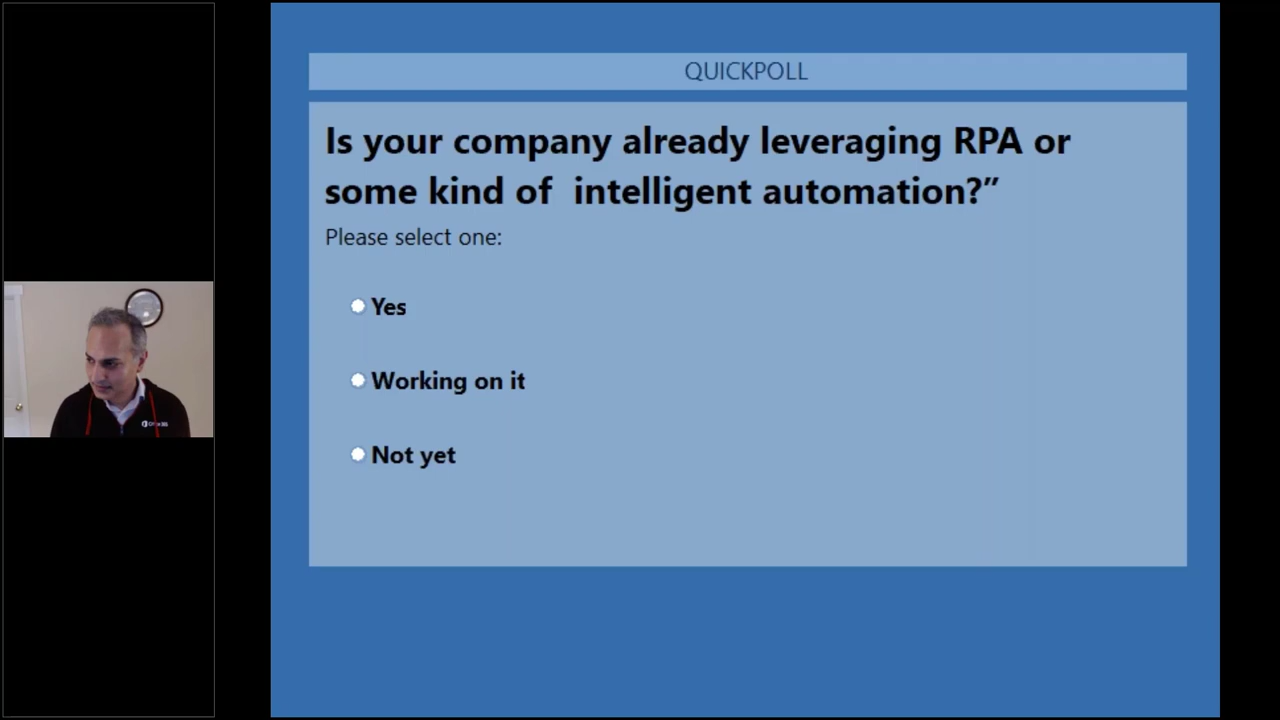 QUICKPOLL
Is your company already leveraging RPA or
some kind of  intelligent automation?”
Please select one:
Yes
Working on it
Not yet